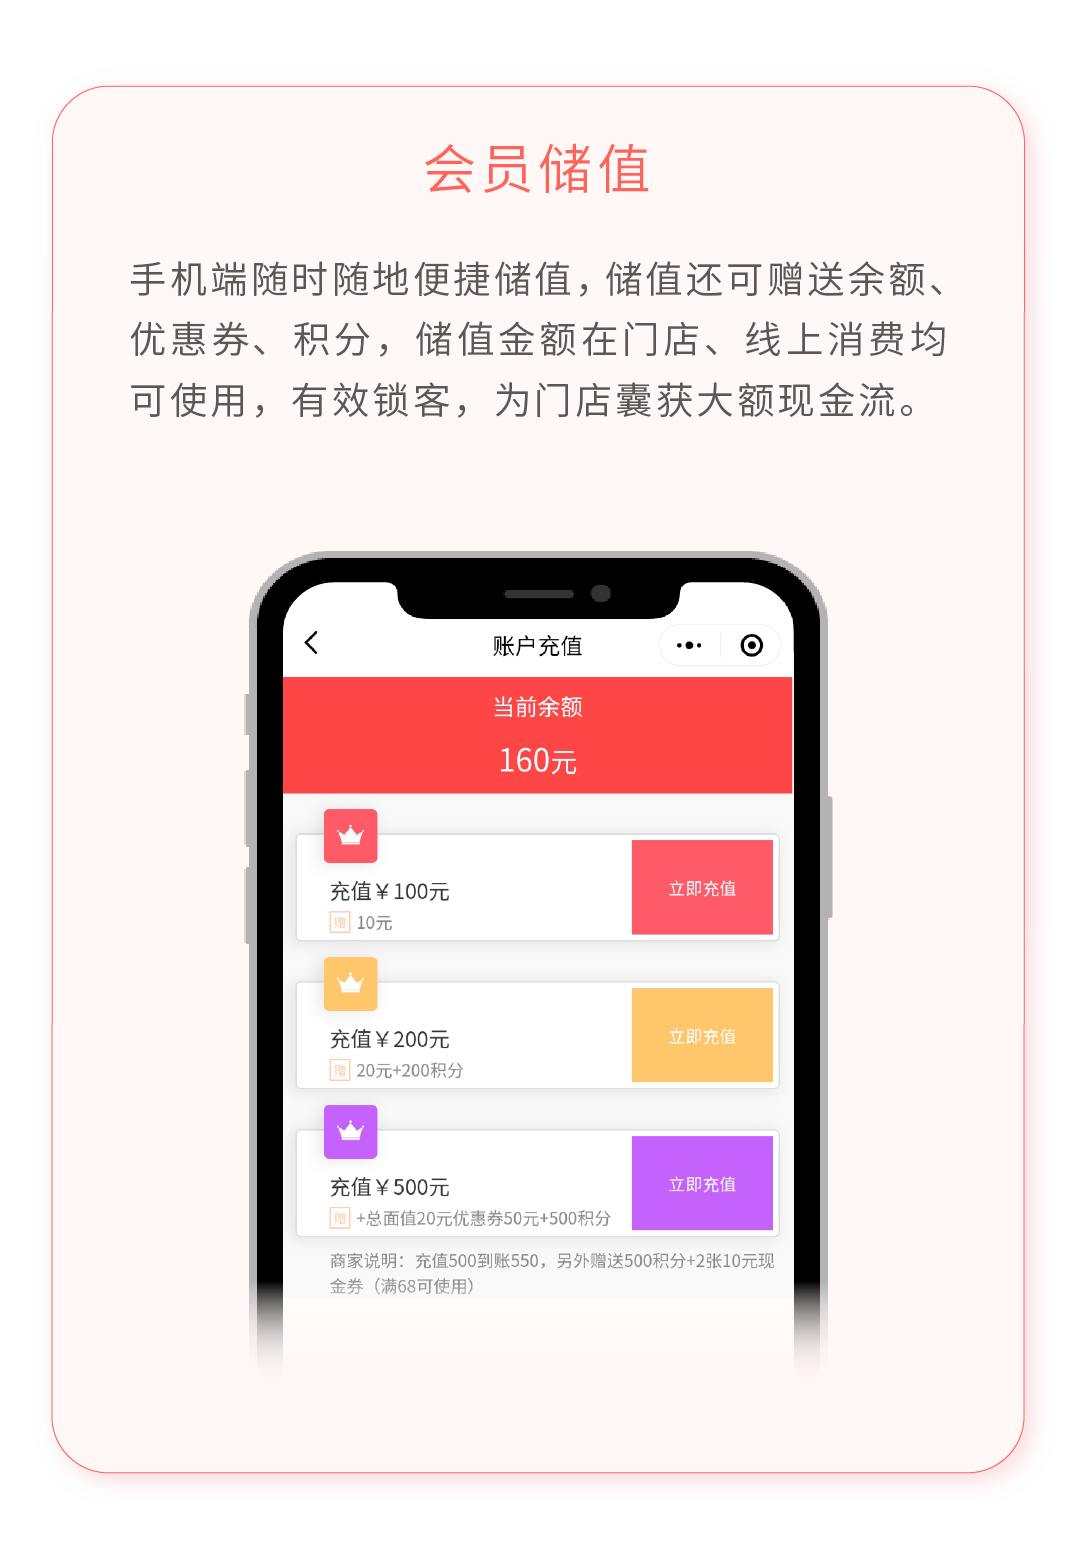 会员储值
手机端随时随地便捷储值，储值还可赠送余额、
优惠券、积分，储值金额在门店、线上消费均
可使用，有效锁客，为门店囊获大额现金流。
账户充值
当前余额
160元
充值￥100元
赠 10元
立即充值
充值￥200元
赠 20元+200积分
立即充值
充值￥500元
赠 +总面值20元优惠券50元+500积分
立即充值
商家说明：充值500到账550，另外赠送500积分+2张10元现
金券（满68可使用）